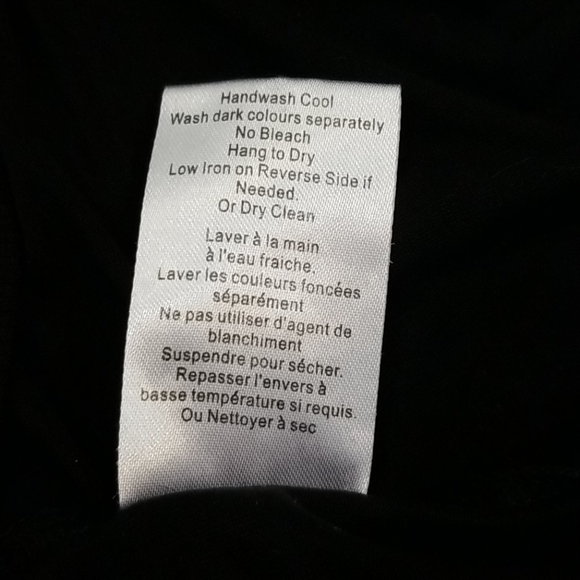 Handwash Cool
Wash dark colours separately
No Bleach
Hang to Dry
Low Iron on Reverse Side if
Needed.
Or Dry Clean
Laver à la main
à l'eau fraiche.
Laver les couleurs foncées
séparément
Ne pas utiliser d'agent de
blanchiment
Suspendre pour sécher.
Repasser l'envers à
basse température si requis.
Ou Nettoyer à sec